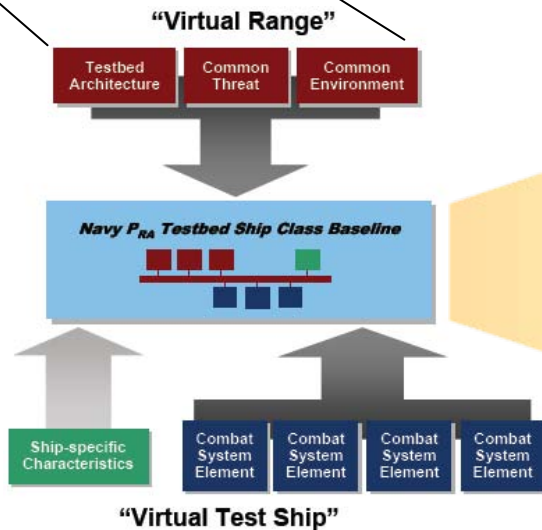 “Virtual Range”
Testbed
Architecture
Common
Threat
Common
Environment
Navy PRA Testbed Ship Class Baseline
Ship-specific
Characteristics
Combat
System
Element
Combat
System
Element
Combat
System
Element
Combat
System
Element
“Virtual Test Ship”